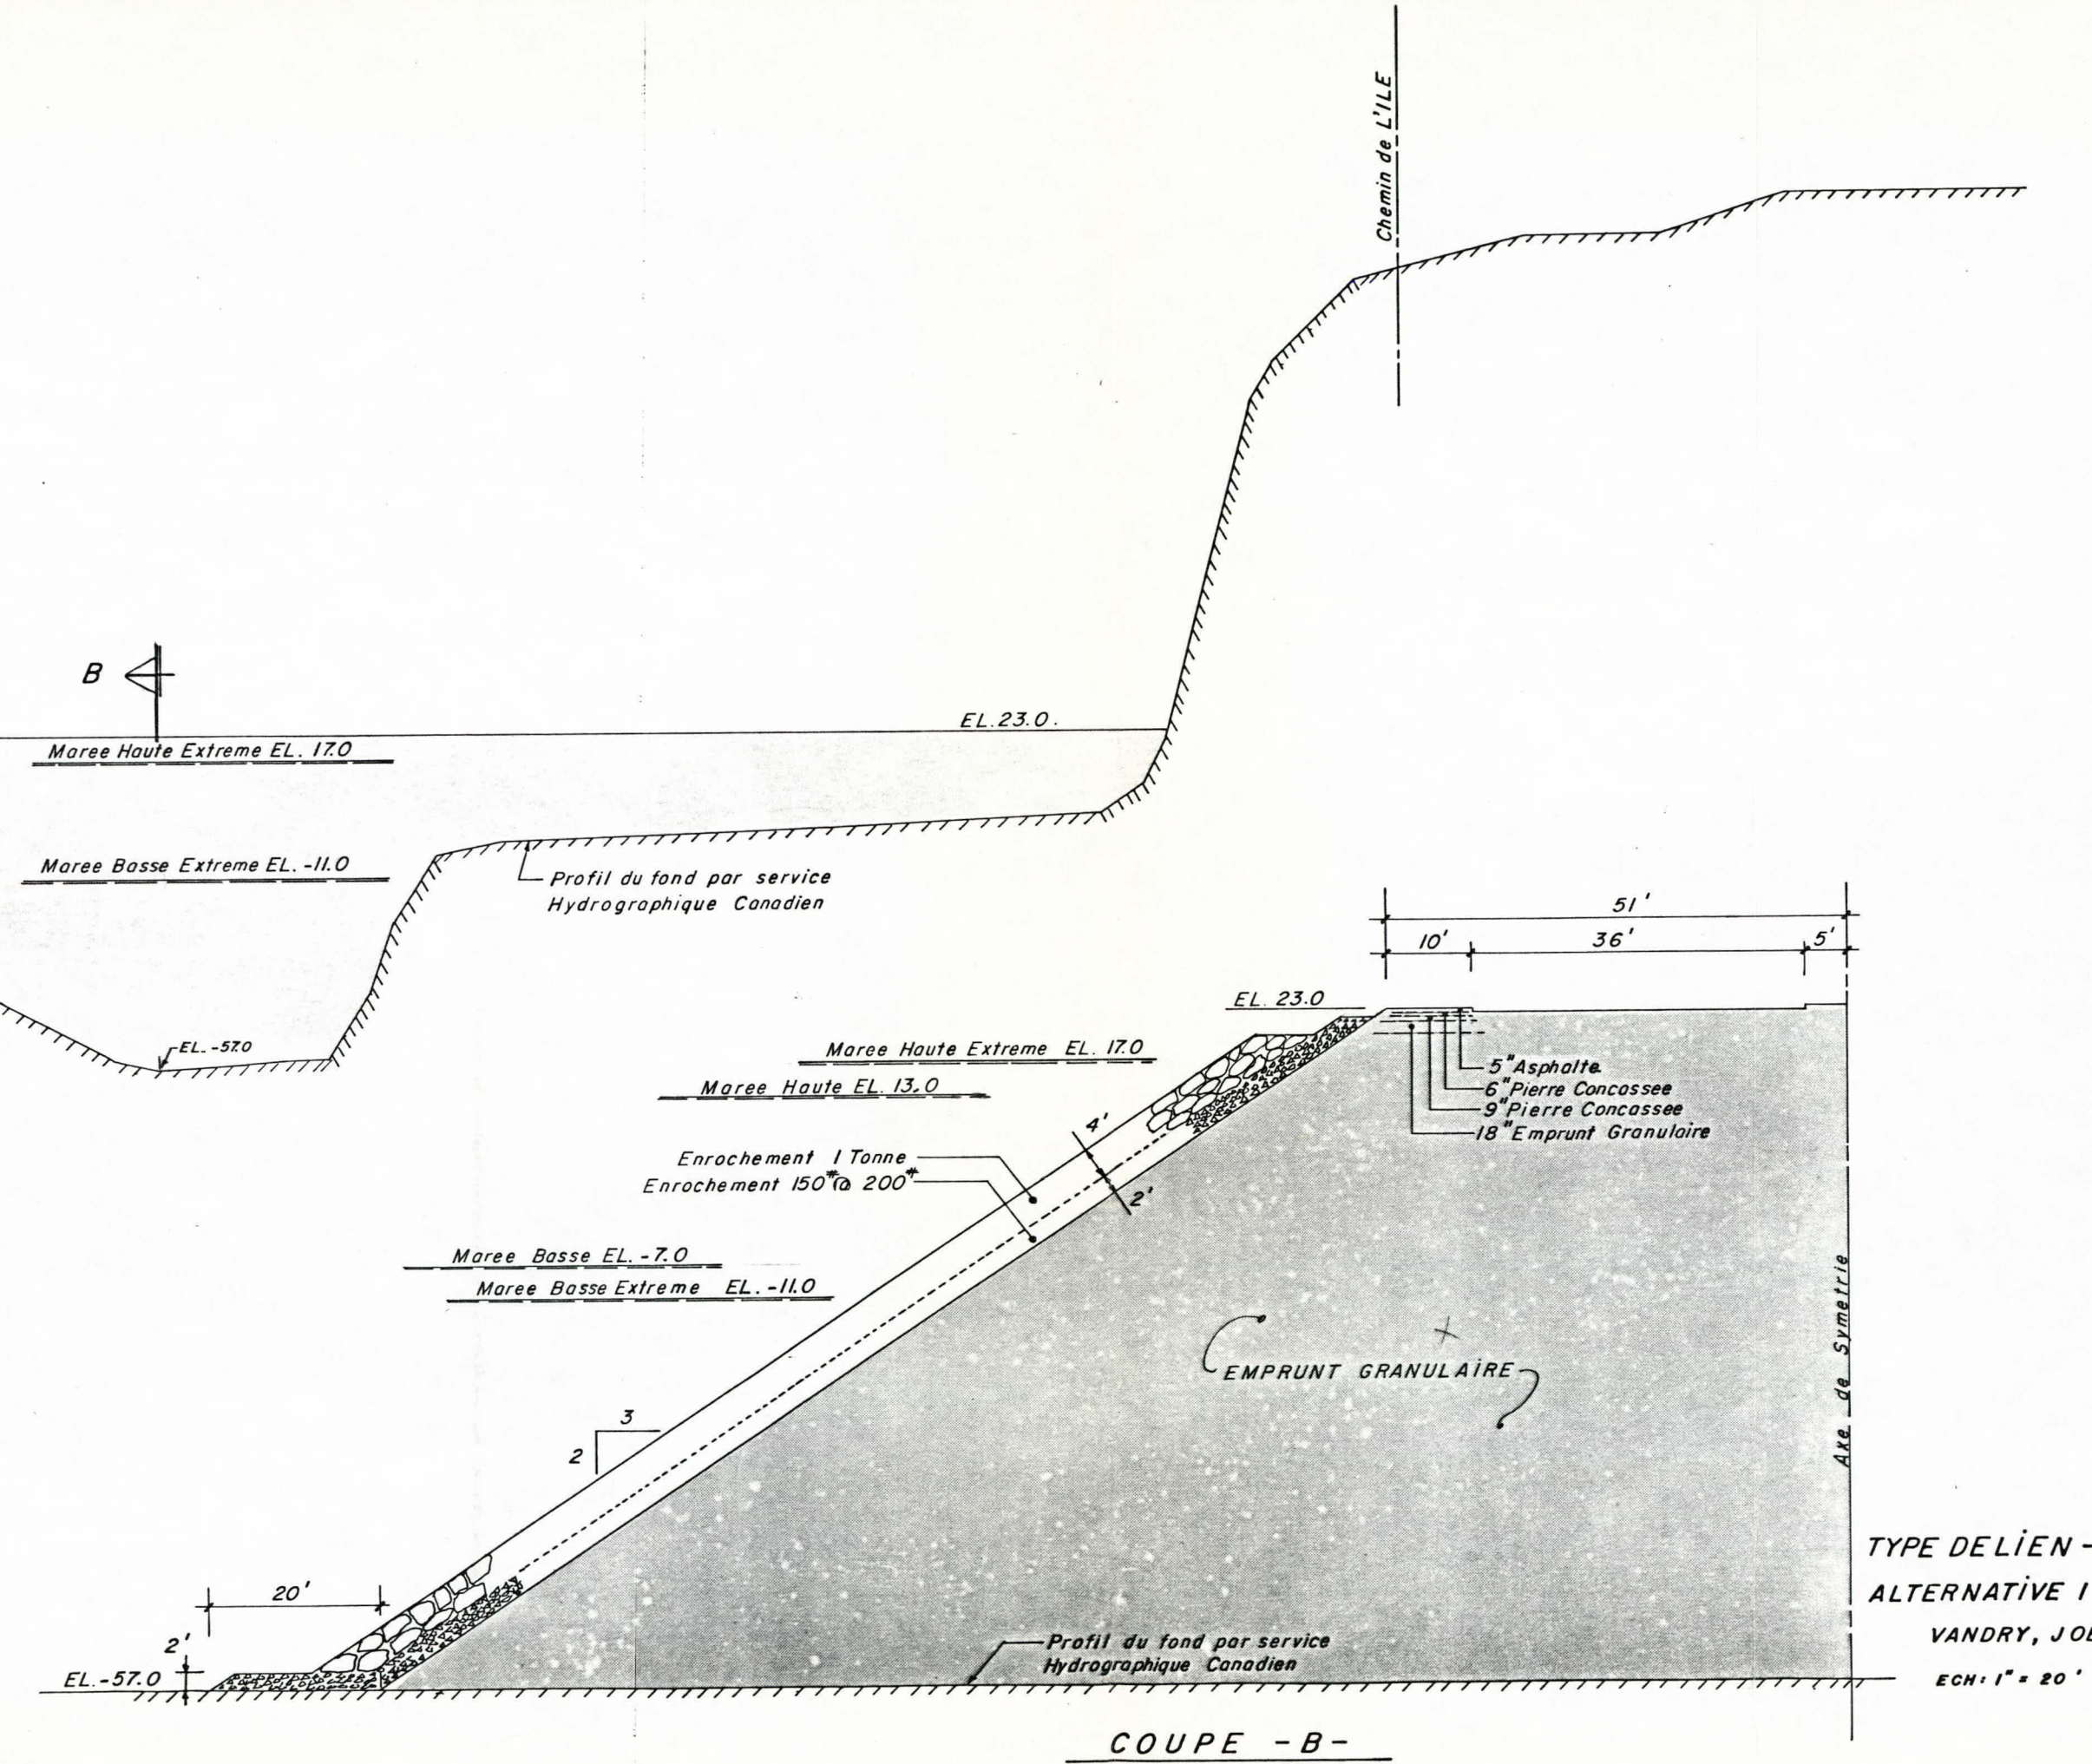 Chemin de L'ILE
B
EL. 23.0.
Maree Haute Extreme EL. 17.0
Maree Basse Extreme EL. -11.0
Profil du fond par service
Hydrographique Canadien
EL. -57.0
51'
10' 36' 5'
EL. 23.0
Maree Haute Extreme EL. 17.0
Maree Haute EL. 13.0
5" Asphalte
6" Pierre Concassee
9" Pierre Concassee
18" Emprunt Granulaire
4'
Enrochement 1 Tonne
Enrochement 150# @ 200#
2'
Maree Basse EL. -7.0
Maree Basse Extreme EL. -11.0
EMPRUNT GRANULAIRE
Axe de Symetrie
3
2
20'
2'
EL. -57.0
Profil du fond par service
Hydrographique Canadien
TYPE DE LIEN -
ALTERNATIVE I
VANDRY, JOB
ECH: 1" = 20'
COUPE -B-